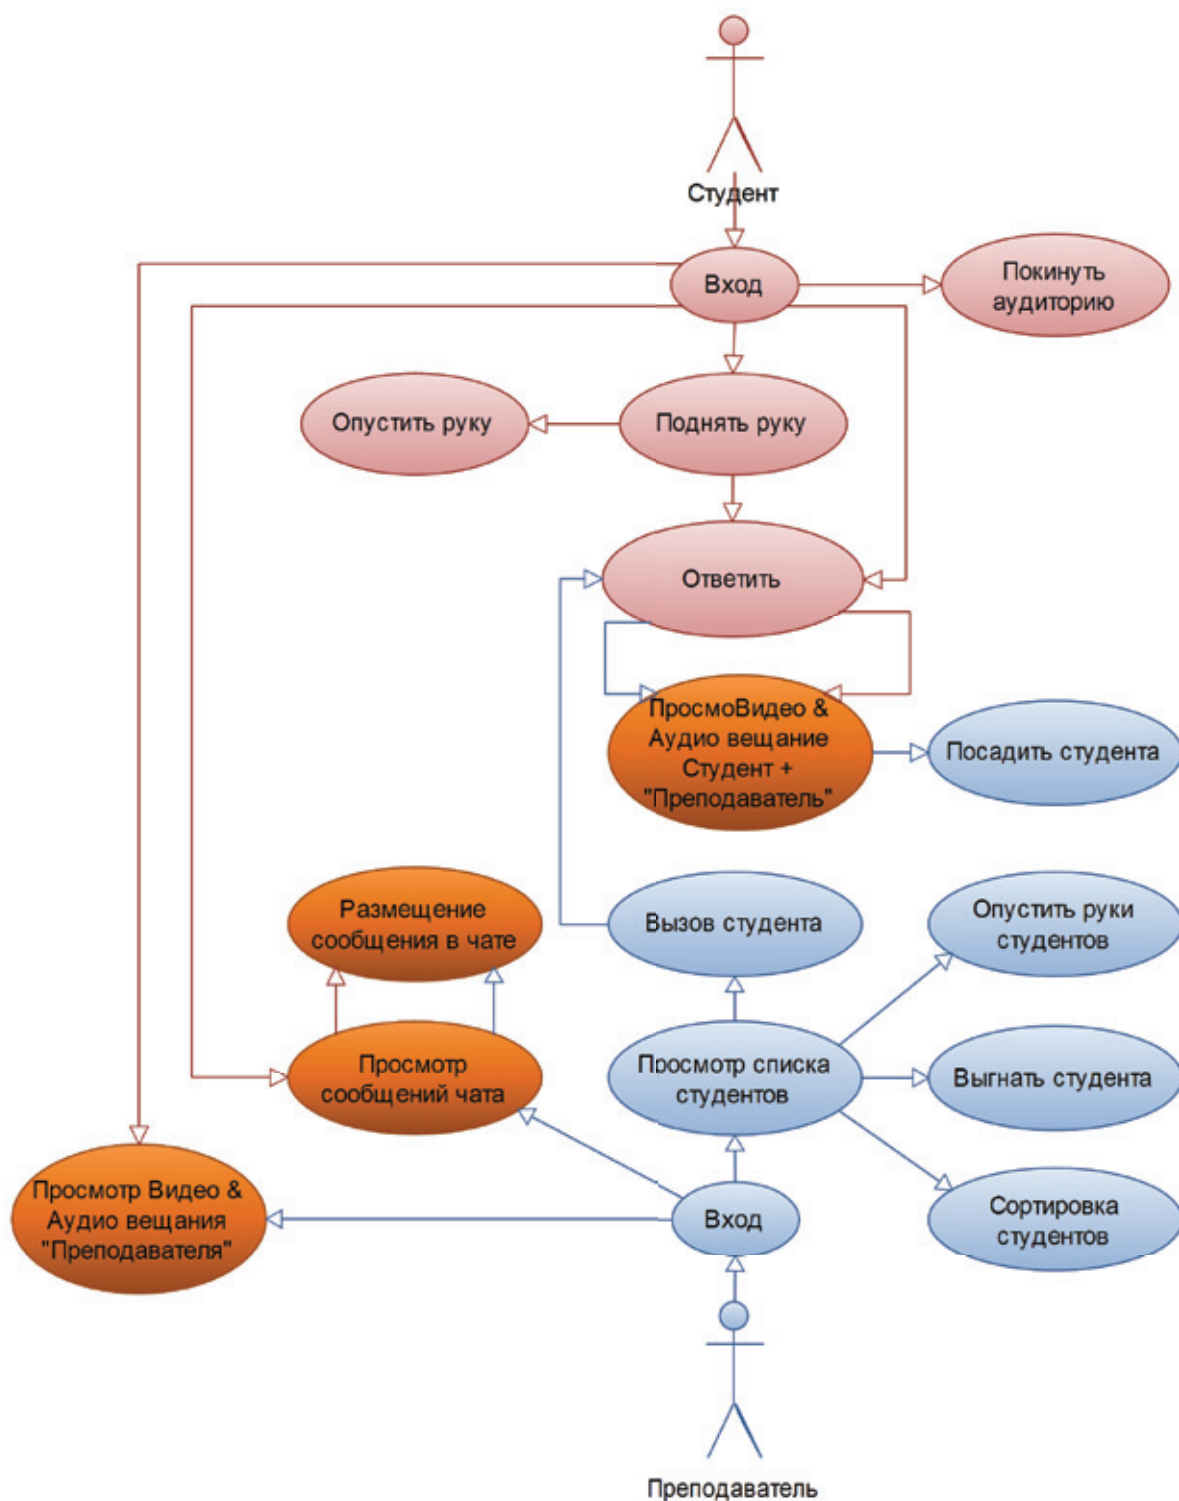 Студент
Вход
Покинуть
аудиторию
Опустить руку
Поднять руку
Ответить
ПросмоВидео &
Аудио вещание
Студент +
"Преподаватель"
Посадить студента
Размещение
сообщения в чате
Вызов студента
Опустить руки
студентов
Просмотр
сообщений чата
Просмотр списка
студентов
Выгнать студента
Просмотр Видео &
Аудио вещания
"Преподавателя"
Вход
Сортировка
студентов
Преподаватель